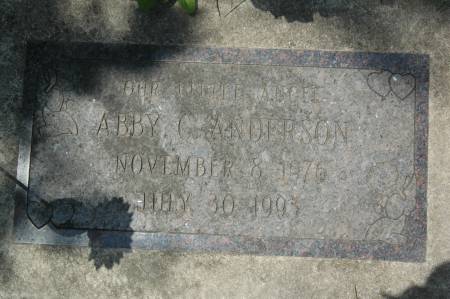 OUR LITTLE ANGEL
ABBY C. ANDERSON
NOVEMBER 8, 1976
JULY 30